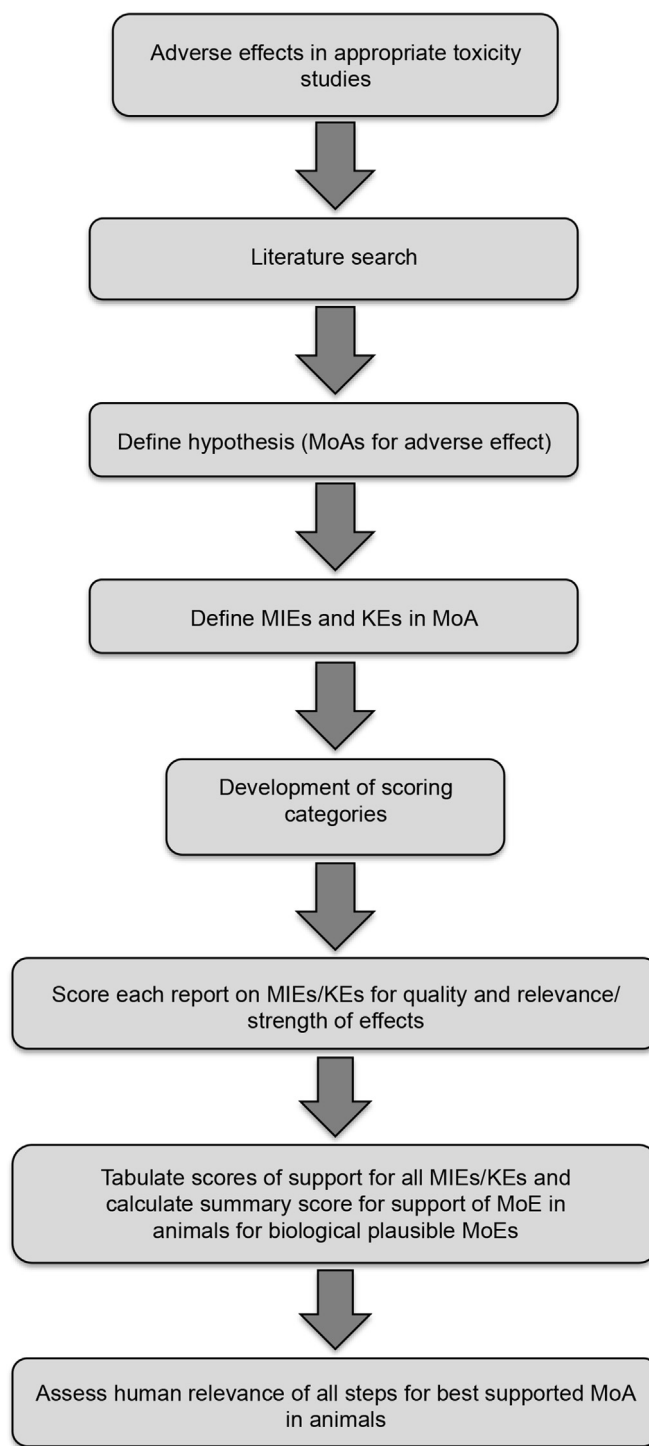 Adverse effects in appropriate toxicity
studies
Literature search
Define hypothesis (MoAs for adverse effect)
Define MIEs and KEs in MoA
Development of scoring
categories
Score each report on MIEs/KEs for quality and relevance/
strength of effects
Tabulate scores of support for all MIEs/KEs and
calculate summary score for support of MoE in
animals for biological plausible MoEs
Assess human relevance of all steps for best supported MoA
in animals